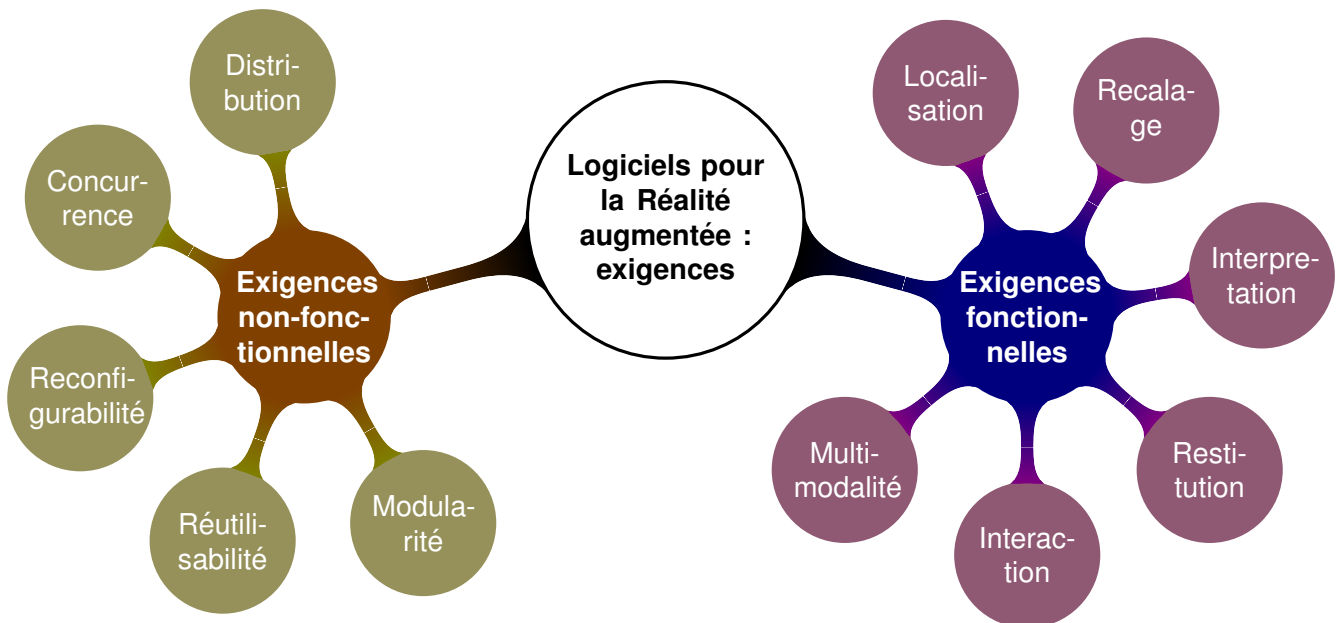 Logiciels pour
la Réalité
augmentée :
exigences
Exigences
non-fonc-
tionnelles
Distri-
bution
Concur-
rence
Reconfi-
gurabilité
Réutili-
sabilité
Modula-
rité
Exigences
fonction-
nelles
Locali-
sation
Recala-
ge
Interpre-
tation
Resti-
tution
Interac-
tion
Multi-
modalité